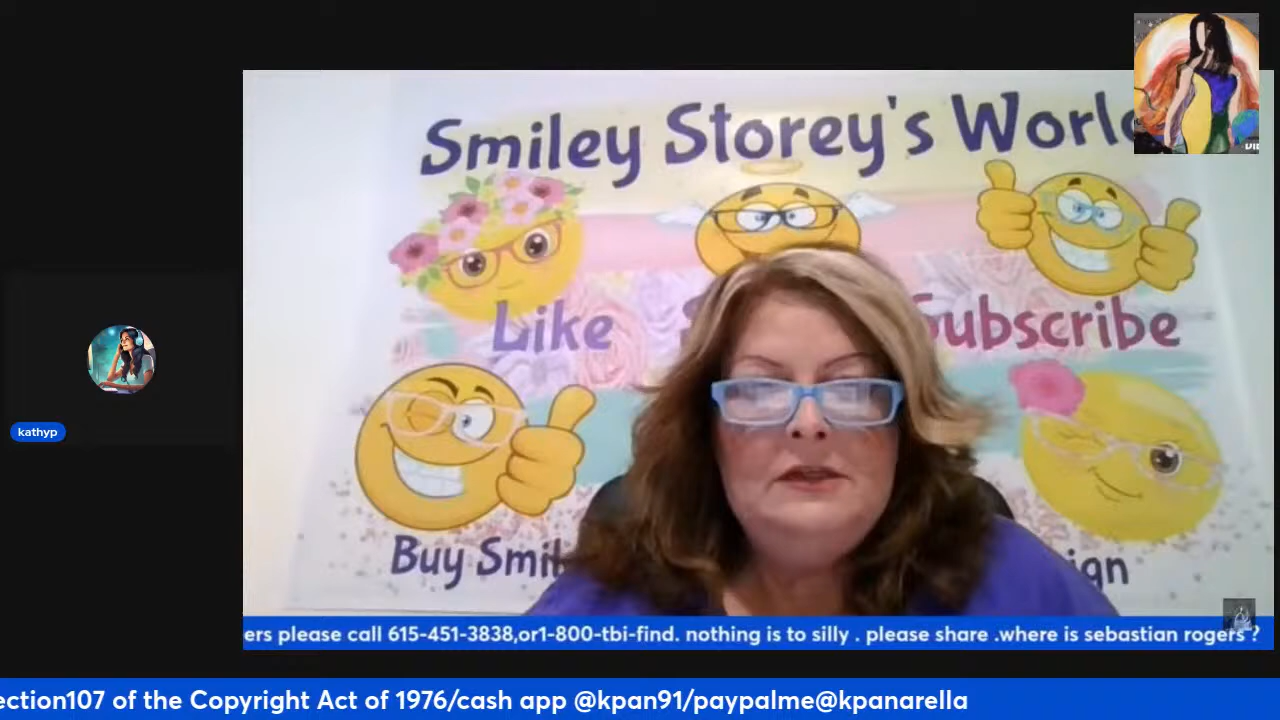 Smiley Storey's World
Like Subscribe
Buy Smil ign
kathyp
ers please call 615-451-3838,or1-800-tbi-find. nothing is to silly . please share .where is sebastian rogers ?
ection107 of the Copyright Act of 1976/cash app @kpan91/paypalme@kpanarella